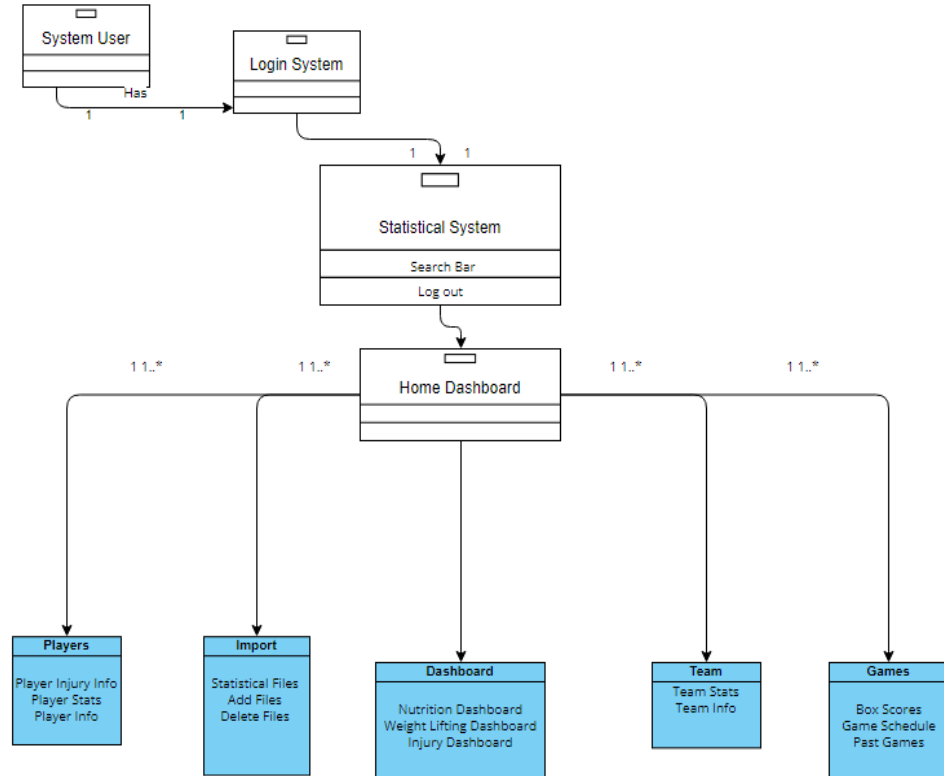 System User
Login System
Has
1
1
1
1
Statistical System
Search Bar
Log out
1 1..*
1 1..*
1 1..*
1 1..*
Home Dashboard
Players
Player Injury Info
Player Stats
Player Info
Import
Statistical Files
Add Files
Delete Files
Dashboard
Nutrition Dashboard
Weight Lifting Dashboard
Injury Dashboard
Team
Team Stats
Team Info
Games
Box Scores
Game Schedule
Past Games